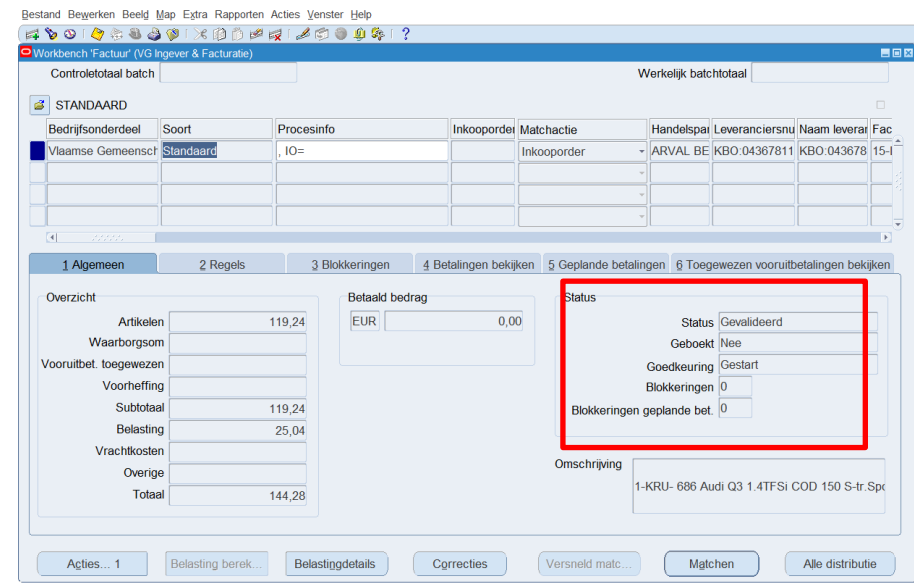 Bestand Bewerken Beeld Map Extra Rapporten Acties Venster Help
Workbench 'Factuur' (VG Ingever & Facturatie)
Controletotaal batch Werkelijk batchtotaal
STANDAARD
Bedrijfsonderdeel Soort Procesinfo Inkooporder Matchactie Handelspar Leveranciersnu Naam leverar Fac
Vlaamse Gemeensch Standaard , IO= Inkooporder ARVAL BE KBO:04367811 KBO:043678 15-I
1 Algemeen 2 Regels 3 Blokkeringen 4 Betalingen bekijken 5 Geplande betalingen 6 Toegewezen vooruitbetalingen bekijken
Overzicht Betaald bedrag Status
Artikelen 119,24 EUR 0,00 Status Gevalideerd
Waarborgsom Geboekt Nee
Vooruitbet. toegewezen Goedkeuring Gestart
Voorheffing Blokkeringen 0
Subtotaal 119,24 Blokkeringen geplande bet. 0
Belasting 25,04
Vrachtkosten
Overige Omschrijving
Totaal 144,28 1-KRU- 686 Audi Q3 1.4TFSi COD 150 S-tr.Spo
Acties... 1 Belasting berek... Belastingdetails Correcties Versneld matc... Matchen Alle distributie